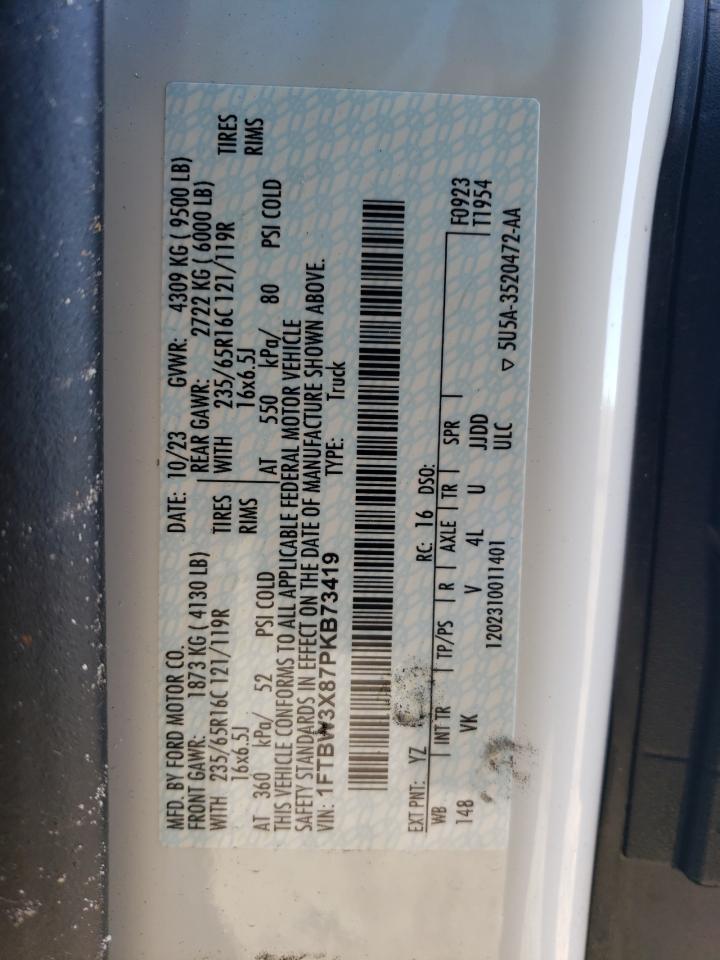 MFD. BY FORD MOTOR CO. DATE: 10/23 GVWR: 4309 KG ( 9500 LB)
FRONT GAWR: 1873 KG ( 4130 LB) REAR GAWR: 2722 KG ( 6000 LB)
WITH 235/65R16C 121/119R TIRES WITH 235/65R16C 121/119R TIRES
16x6.5J RIMS 16x6.5J RIMS
AT 360 kPa/ 52 PSI COLD AT 550 kPa/ 80 PSI COLD
THIS VEHICLE CONFORMS TO ALL APPLICABLE FEDERAL MOTOR VEHICLE
SAFETY STANDARDS IN EFFECT ON THE DATE OF MANUFACTURE SHOWN ABOVE.
VIN: 1FTBW3X87PKB73419 TYPE: Truck
EXT PNT: YZ RC: 16 DSO:
WB INT TR TP/PS R AXLE TR SPR F0923
148 VK V 4L U JJDD T1954
1202310011401 ULC
▽ 5U5A-3520472-AA